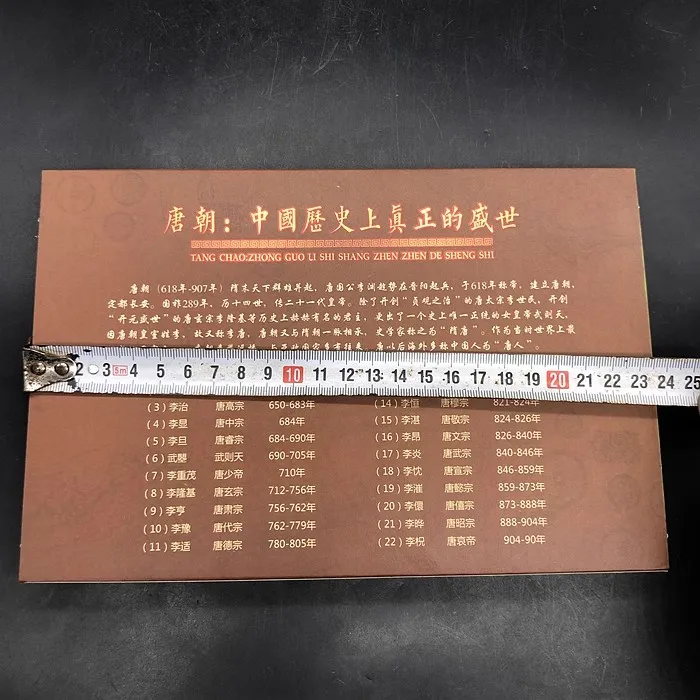 唐朝：中國歷史上真正的盛世
TANG CHAO:ZHONG GUO LI SHI SHANG ZHEN ZHEN DE SHENG SHI
唐朝（618年-907年）隋末天下群雄并起，唐国公李渊趁势在晋阳起兵，于618年称帝，建立唐朝，
定都长安。国祚289年，历十四世，传二十一代皇帝。除了开创“贞观之治”的唐太宗李世民、开创
“开元盛世”的唐玄宗李隆基等历史上赫赫有名的君主，更出了一个史上唯一正统的女皇帝武则天，
因唐朝皇室姓李，故又称李唐，唐朝又与隋朝一脉相承，史学家称之为“隋唐”。作为当时世界上最
唐以后海外多称中国人为“唐人”。
2 3 5m 4 5 6 7 8 9 10 11 12 13 14 15 16 17 18 19 20 21 22 23 24 25
（3）李治 唐高宗 650-683年
（4）李显 唐中宗 684年
（5）李旦 唐睿宗 684-690年
（6）武曌 武则天 690-705年
（7）李重茂 唐少帝 710年
（8）李隆基 唐玄宗 712-756年
（9）李亨 唐肃宗 756-762年
（10）李豫 唐代宗 762-779年
（11）李适 唐德宗 780-805年
（14）李恒 唐穆宗 821-824年
（15）李湛 唐敬宗 824-826年
（16）李昂 唐文宗 826-840年
（17）李炎 唐武宗 840-846年
（18）李忱 唐宣宗 846-859年
（19）李漼 唐懿宗 859-873年
（20）李儇 唐僖宗 873-888年
（21）李晔 唐昭宗 888-904年
（22）李柷 唐哀帝 904-90年